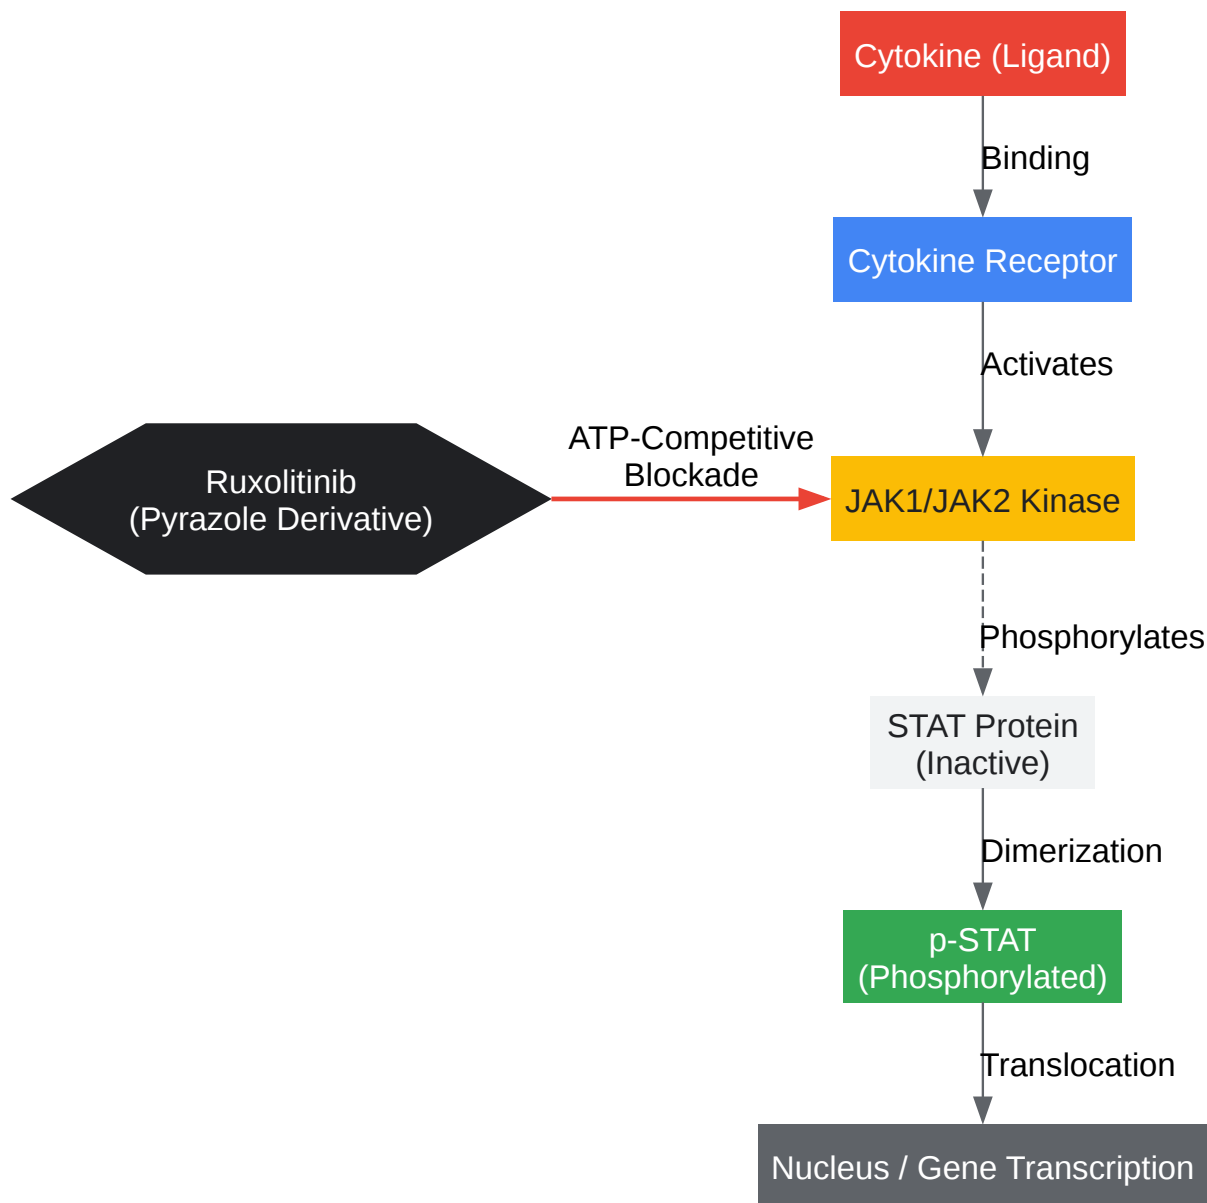 Cytokine (Ligand)
Binding
Cytokine Receptor
Activates
ATP-Competitive
Blockade
Ruxolitinib
(Pyrazole Derivative)
JAK1/JAK2 Kinase
Phosphorylates
STAT Protein
(Inactive)
Dimerization
p-STAT
(Phosphorylated)
Translocation
Nucleus / Gene Transcription